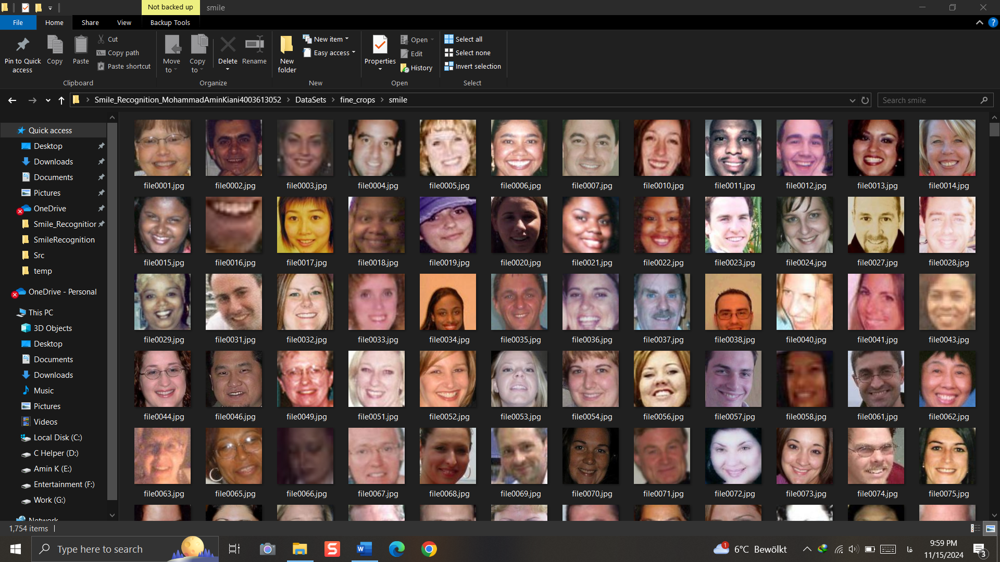 Not backed up smile
File Home Share View Backup Tools
Pin to Quick access
Copy
Paste
Cut
Copy path
Paste shortcut
Clipboard
Move to
Copy to
Delete
Rename
Organize
New folder
New item
Easy access
New
Properties
Open
Edit
History
Open
Select all
Select none
Invert selection
Select
Smile_Recognition_MohammadAminKiani4003613052 DataSets fine_crops smile
Search smile
Quick access
Desktop
Downloads
Documents
Pictures
OneDrive
Smile_Recognition
SmileRecognition
Src
temp
OneDrive - Personal
This PC
3D Objects
Desktop
Documents
Downloads
Music
Pictures
Videos
Local Disk (C:)
C Helper (D:)
Amin K (E:)
Entertainment (F:)
Work (G:)
Network
file0001.jpg file0002.jpg file0003.jpg file0004.jpg file0005.jpg file0006.jpg file0007.jpg file0010.jpg file0011.jpg file0012.jpg file0013.jpg file0014.jpg
file0015.jpg file0016.jpg file0017.jpg file0018.jpg file0019.jpg file0020.jpg file0021.jpg file0022.jpg file0023.jpg file0024.jpg file0027.jpg file0028.jpg
file0029.jpg file0031.jpg file0032.jpg file0033.jpg file0034.jpg file0035.jpg file0036.jpg file0037.jpg file0038.jpg file0040.jpg file0041.jpg file0043.jpg
file0044.jpg file0046.jpg file0049.jpg file0051.jpg file0052.jpg file0053.jpg file0054.jpg file0056.jpg file0057.jpg file0058.jpg file0061.jpg file0062.jpg
file0063.jpg file0065.jpg file0066.jpg file0067.jpg file0068.jpg file0069.jpg file0070.jpg file0071.jpg file0072.jpg file0073.jpg file0074.jpg file0075.jpg
1,754 items
Type here to search
1
6°C Bewölkt
فا
9:59 PM
11/15/2024
3